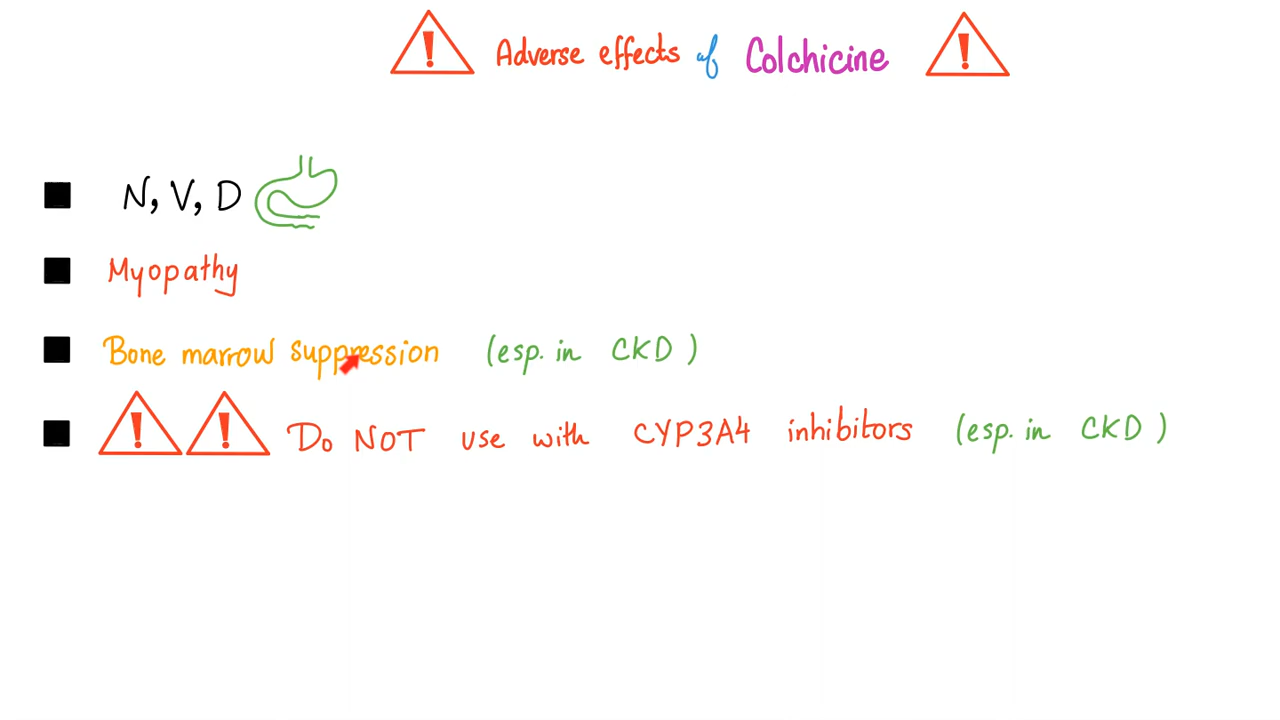 Adverse effects of Colchicine
N, V, D
Myopathy
Bone marrow suppression (esp. in CKD)
Do NOT use with CYP3A4 inhibitors (esp. in CKD)